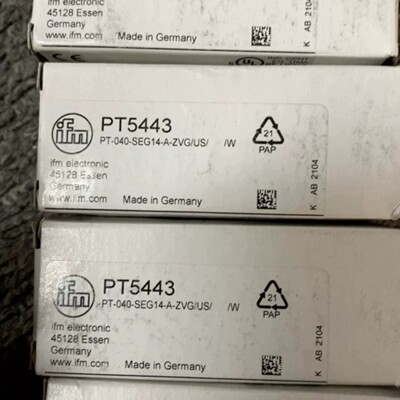 ifm electronic
45128 Essen
Germany
www.ifm.com Made in Germany
K AB 2104
ifm
PT5443
PT-040-SEG14-A-ZVG/US/ /W
21
PAP
ifm electronic
45128 Essen
Germany
www.ifm.com Made in Germany
K AB 2104
ifm
PT5443
PT-040-SEG14-A-ZVG/US/ /W
21
PAP
ifm electronic
45128 Essen
Germany
www.ifm.com Made in Germany
K AB 2104